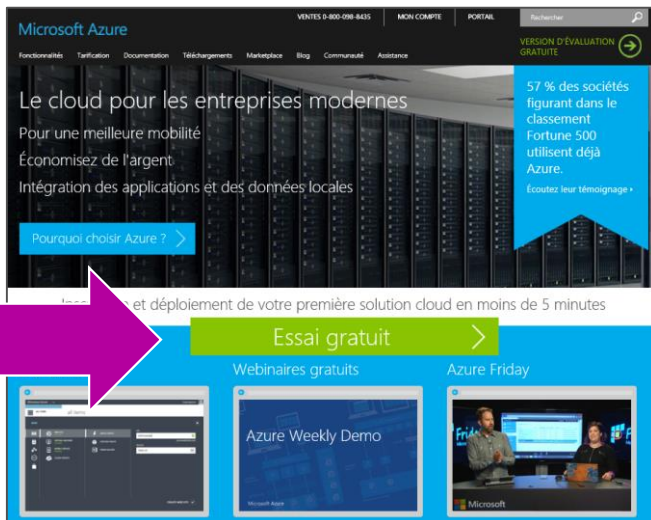 VENTES 0-800-098-8435 MON COMPTE PORTAIL Rechercher
Microsoft Azure
VERSION D'ÉVALUATION
GRATUITE
Fonctionnalités Tarification Documentation Téléchargements Marketplace Blog Communauté Assistance
Le cloud pour les entreprises modernes
Pour une meilleure mobilité
Économisez de l'argent
Intégration des applications et des données locales
Pourquoi choisir Azure ?
57 % des sociétés
figurant dans le
classement
Fortune 500
utilisent déjà
Azure.
Écoutez leur témoignage
et déploiement de votre première solution cloud en moins de 5 minutes
Essai gratuit
Webinaires gratuits Azure Friday
Azure Weekly Demo
Microsoft Azure
Microsoft